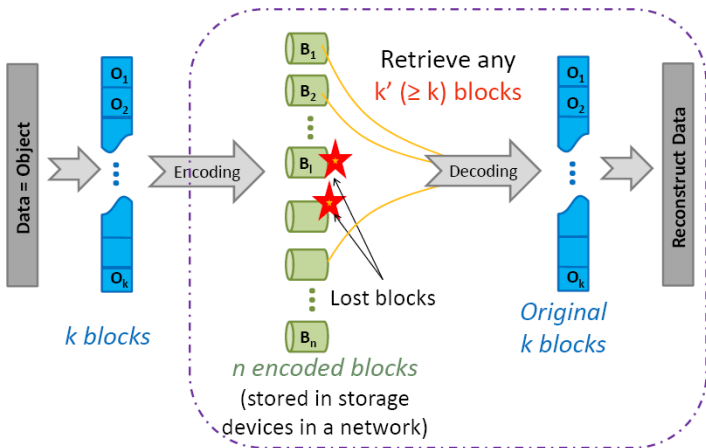 Data = Object
O1
O2
Ok
k blocks
Encoding
B1
B2
Bl
Bn
Lost blocks
n encoded blocks
(stored in storage
devices in a network)
Retrieve any
k’ (≥ k) blocks
Decoding
O1
O2
Ok
Original
k blocks
Reconstruct Data